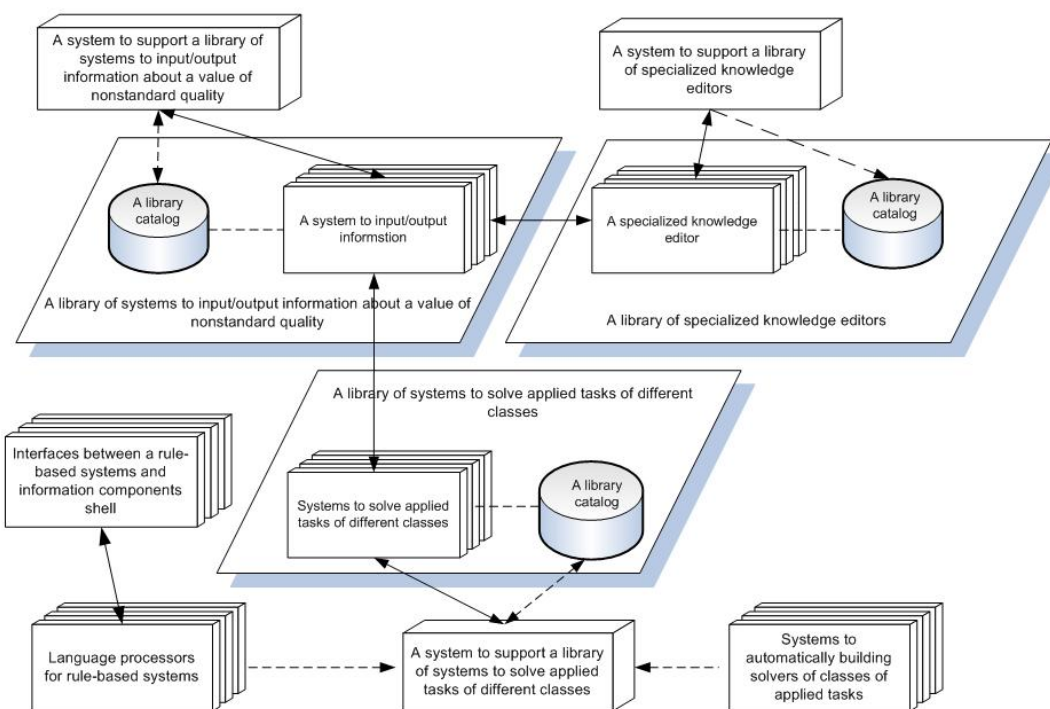 A system to support a library of
systems to input/output
information about a value of
nonstandard quality
A system to support a library
of specialized knowledge
editors
A library
catalog
A system to input/output
informstion
A specialized knowledge
editor
A library
catalog
A library of systems to input/output information about a value of
nonstandard quality
A library of specialized knowledge editors
A library of systems to solve applied tasks of different
classes
Interfaces between a rule-
based systems and
information components
shell
Systems to solve applied
tasks of different classes
A library
catalog
Language processors
for rule-based systems
A system to support a library
of systems to solve applied
tasks of different classes
Systems to
automatically building
solvers of classes of
applied tasks